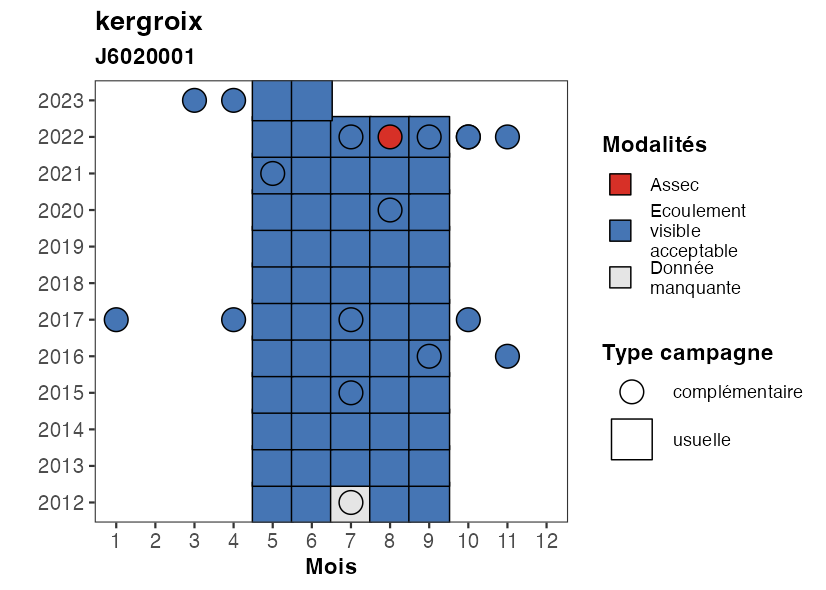 kergroix
J6020001
2023
2022
2021
2020
2019
2018
2017
2016
2015
2014
2013
2012
1 2 3 4 5 6 7 8 9 10 11 12
Mois
Modalités
Assec
Ecoulement
visible
acceptable
Donnée
manquante
Type campagne
complémentaire
usuelle